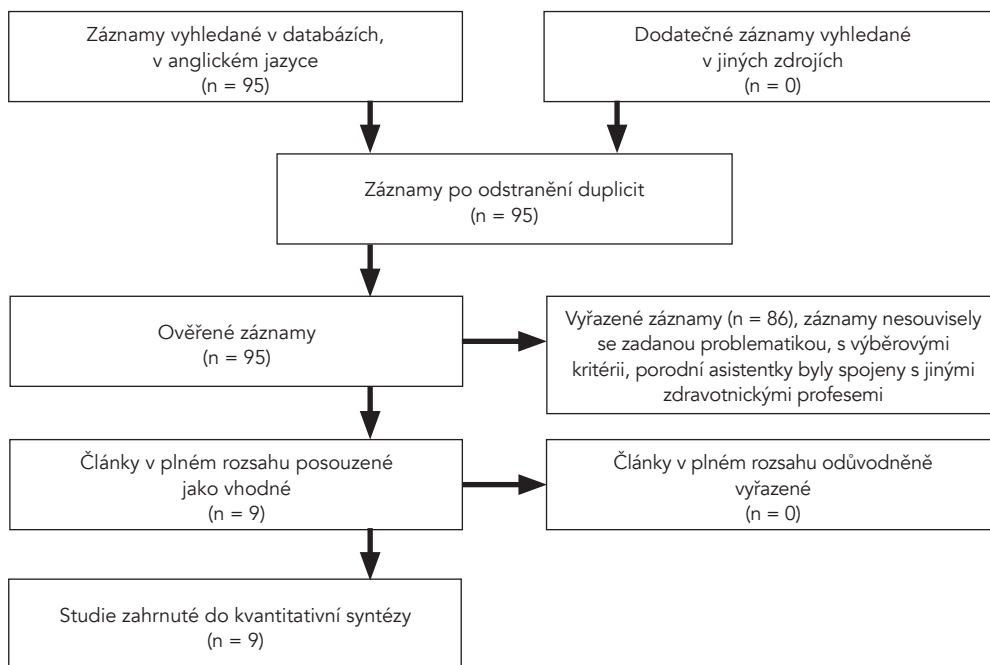 Záznamy vyhledané v databázích,
v anglickém jazyce
(n = 95)
Dodatečné záznamy vyhledané
v jiných zdrojích
(n = 0)
Záznamy po odstranění duplicit
(n = 95)
Ověřené záznamy
(n = 95)
Vyřazené záznamy (n = 86), záznamy nesouvisely
se zadanou problematikou, s výběrovými
kritérii, porodní asistentky byly spojeny s jinými
zdravotnickými profesemi
Články v plném rozsahu posouzené
jako vhodné
(n = 9)
Články v plném rozsahu odůvodněně
vyřazené
(n = 0)
Studie zahrnuté do kvantitativní syntézy
(n = 9)